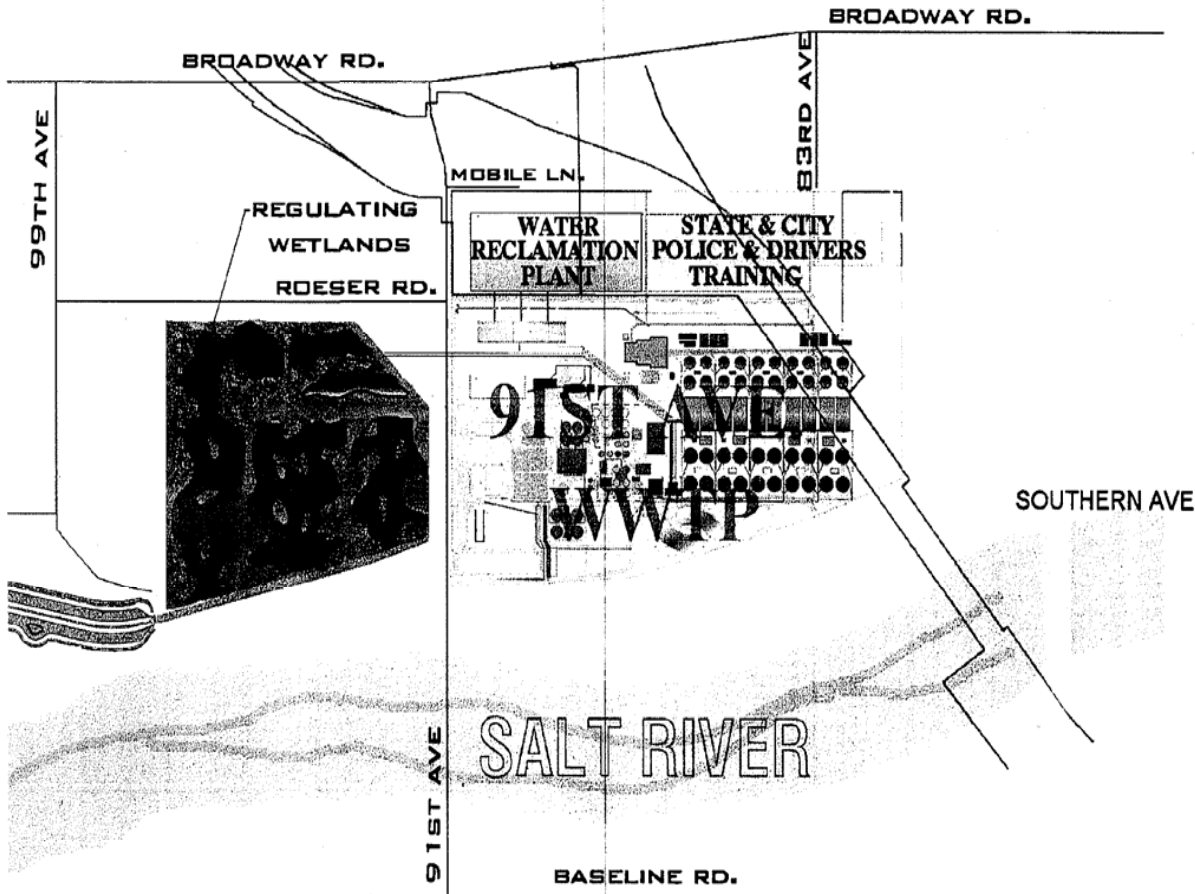 BROADWAY RD.
BROADWAY RD.
99TH AVE
83RD AVE
MOBILE LN.
REGULATING
WETLANDS
WATER
RECLAMATION
PLANT
STATE & CITY
POLICE & DRIVERS
TRAINING
ROESER RD.
91ST AVE.
WWTP
SOUTHERN AVE
SALT RIVER
91ST AVE
BASELINE RD.